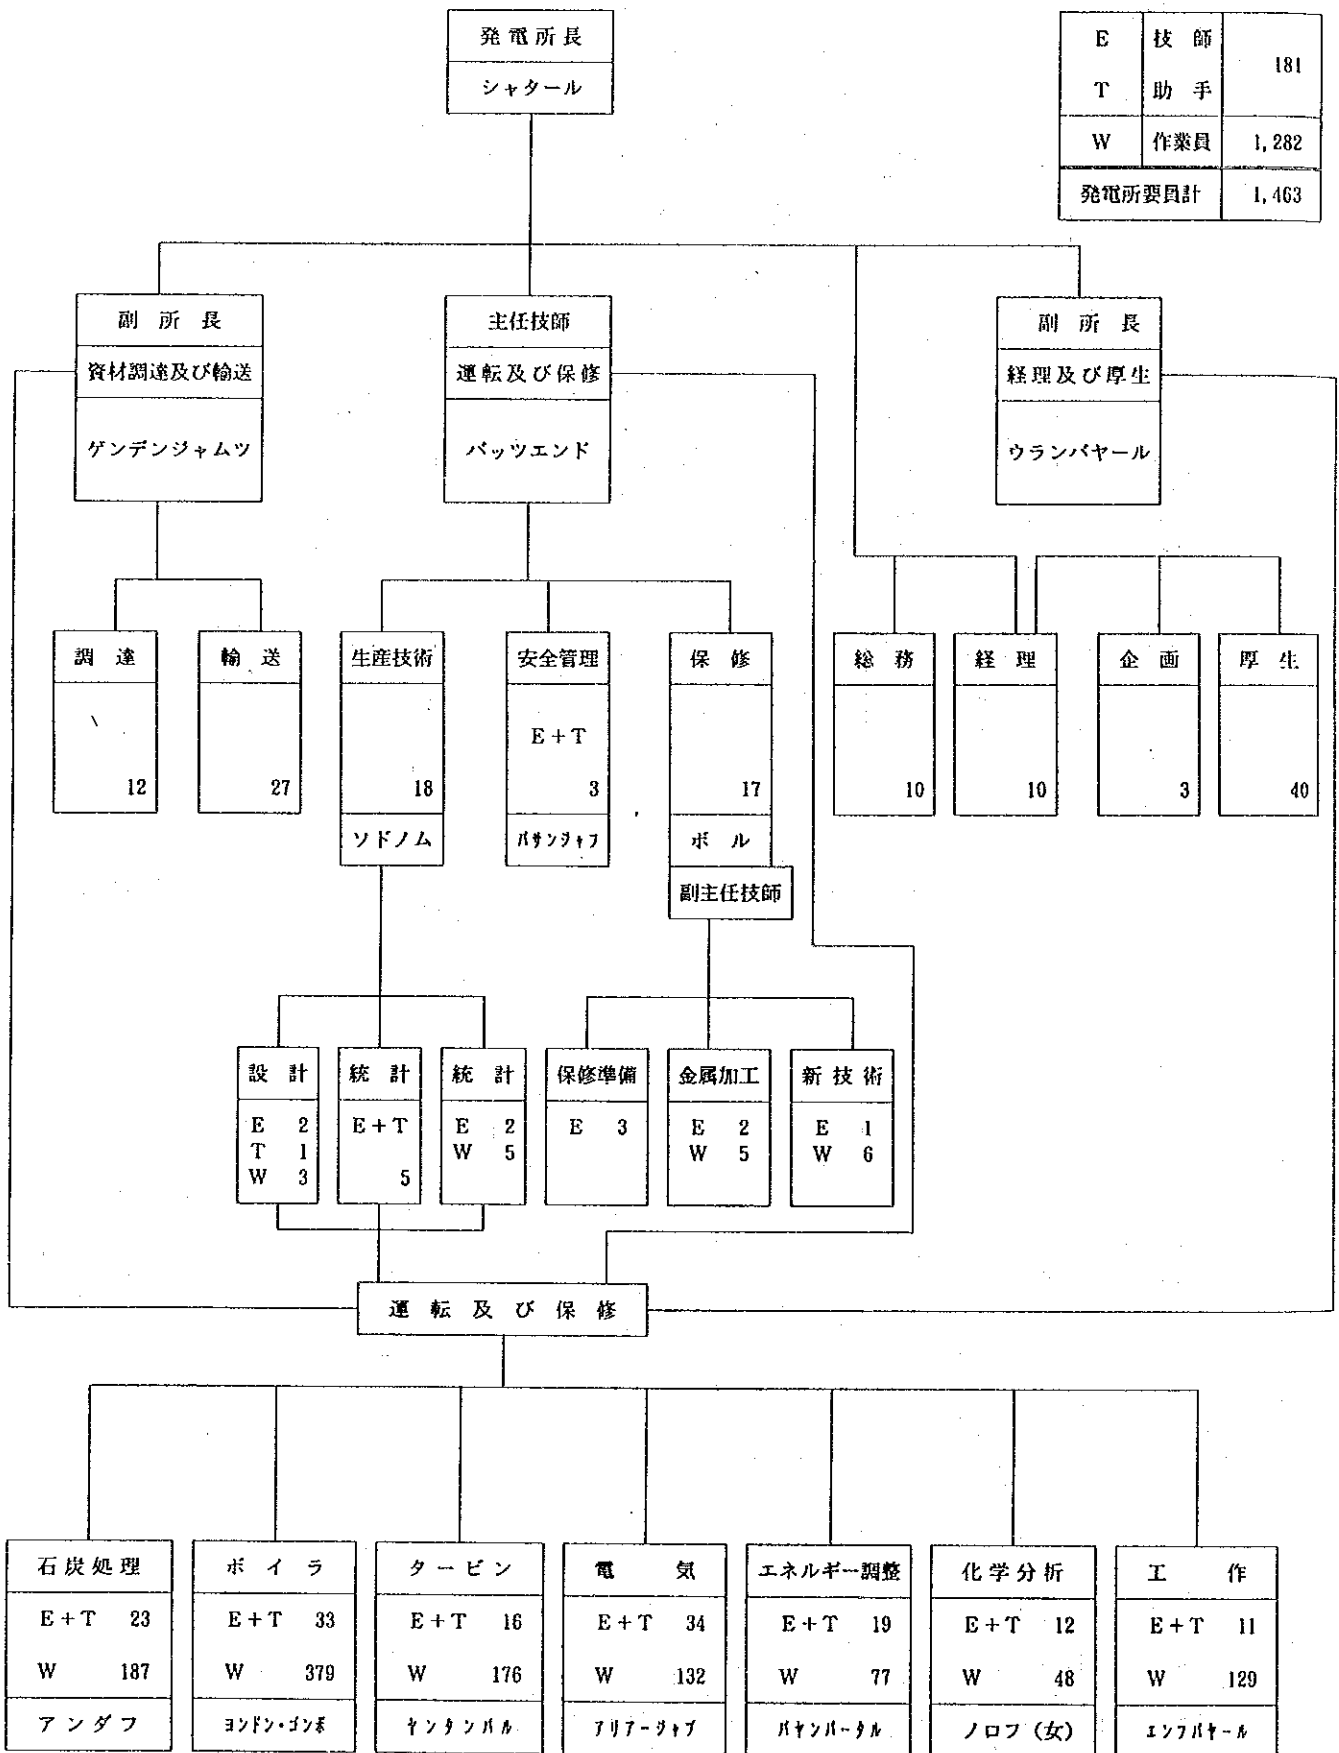 発電所長
シャタール
E 技師 181
T 助手
W 作業員 1,282
発電所要員計 1,463
副所長
資材調達及び輸送
ゲンデンジャムツ
主任技師
運転及び保修
バッツエンド
副所長
経理及び厚生
ウランバヤール
調達
12
輸送
27
生産技術
18
ソドノム
安全管理
E+T
3
バサンジャフ
保修
17
ボル
副主任技師
総務
10
経理
10
企画
3
厚生
40
設計
E 2
T 1
W 3
統計
E+T
5
統計
E 2
W 5
保修準備
E 3
金属加工
E 2
W 5
新技術
E 1
W 6
運転及び保修
石炭処理
E+T 23
W 187
アンダフ
ボイラ
E+T 33
W 379
ヨンドン・ゴンボ
タービン
E+T 16
W 176
電気
E+T 34
W 132
アリアージャブ
エネルギー調整
E+T 19
W 77
バヤンバータル
化学分析
E+T 12
W 48
ノロフ(女)
工作
E+T 11
W 129
エンフバヤール